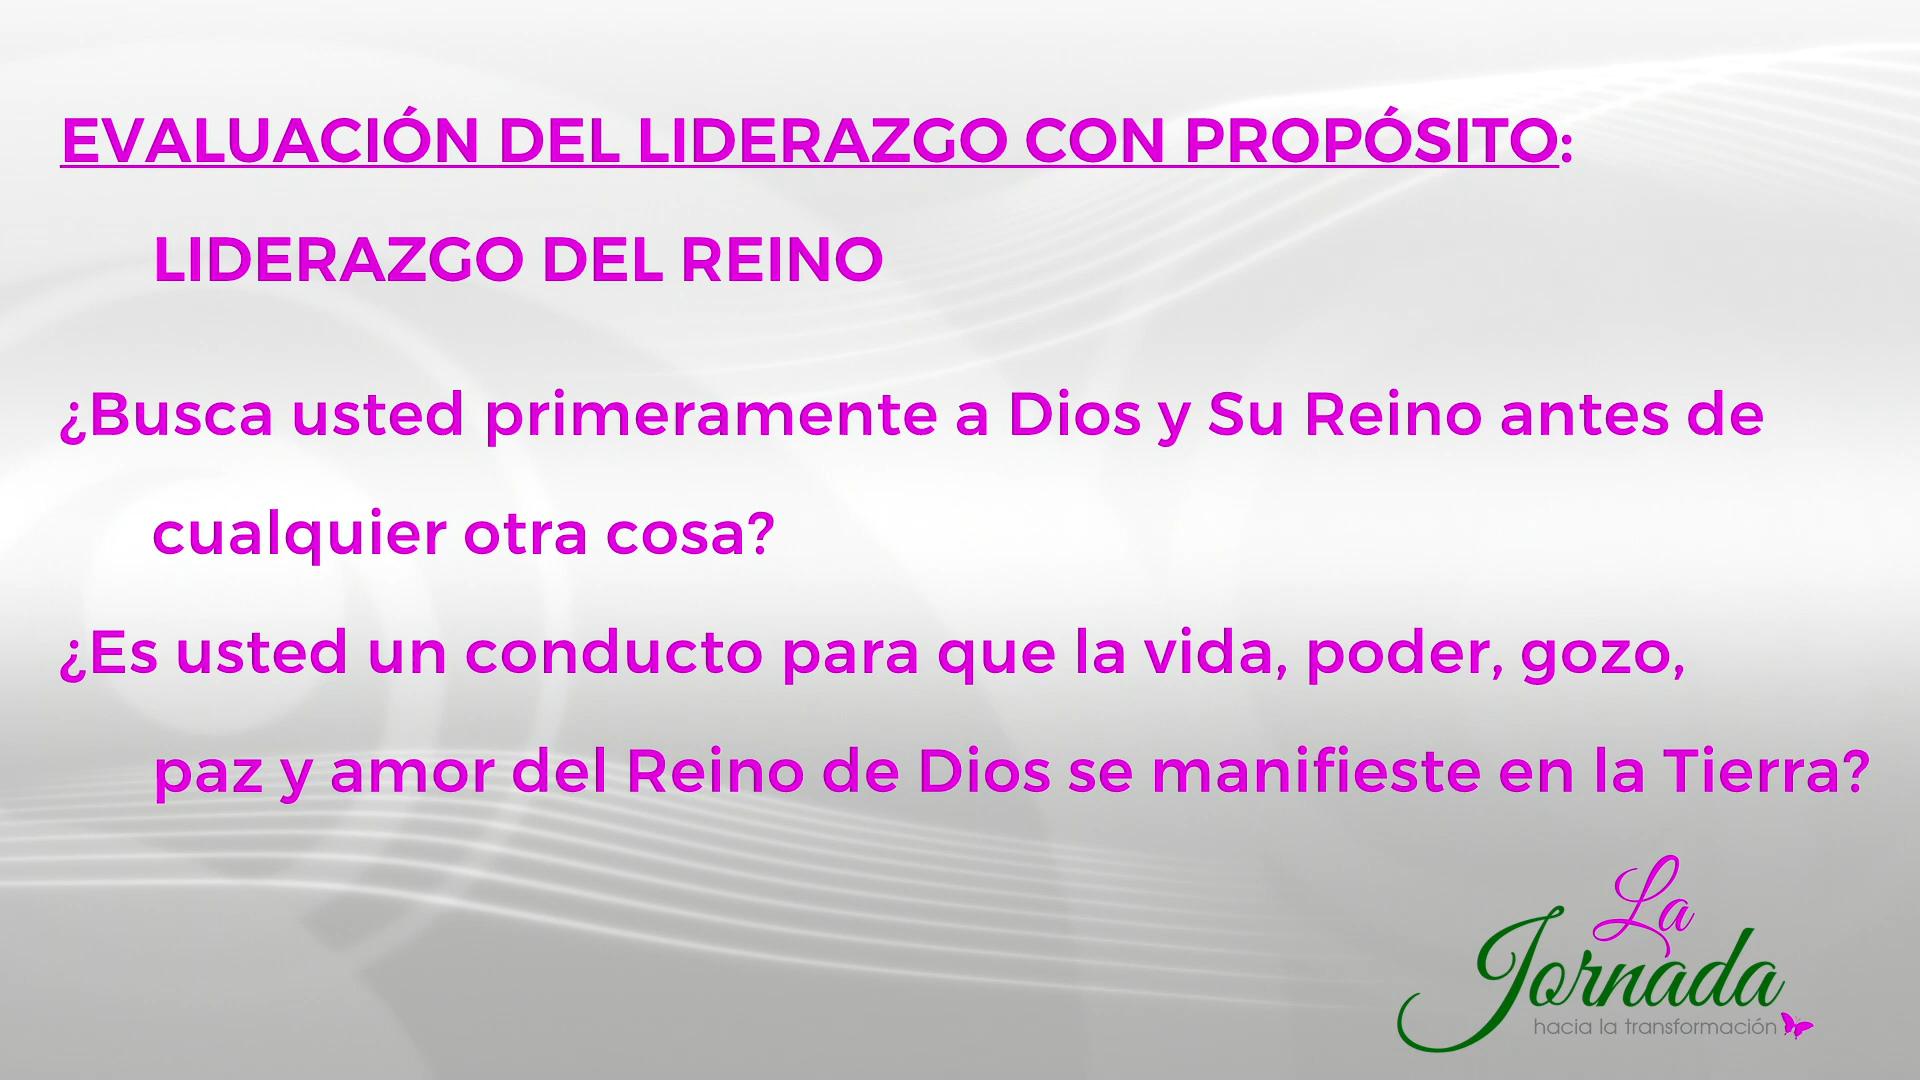 EVALUACIÓN DEL LIDERAZGO CON PROPÓSITO:
LIDERAZGO DEL REINO
¿Busca usted primeramente a Dios y Su Reino antes de
cualquier otra cosa?
¿Es usted un conducto para que la vida, poder, gozo,
paz y amor del Reino de Dios se manifieste en la Tierra?
La
Jornada
hacia la transformación